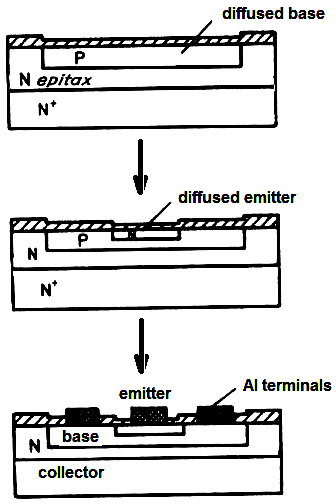 diffused base
P
N epitax
N+
diffused emitter
N
P
N
N+
emitter
Al terminals
base
N
collector